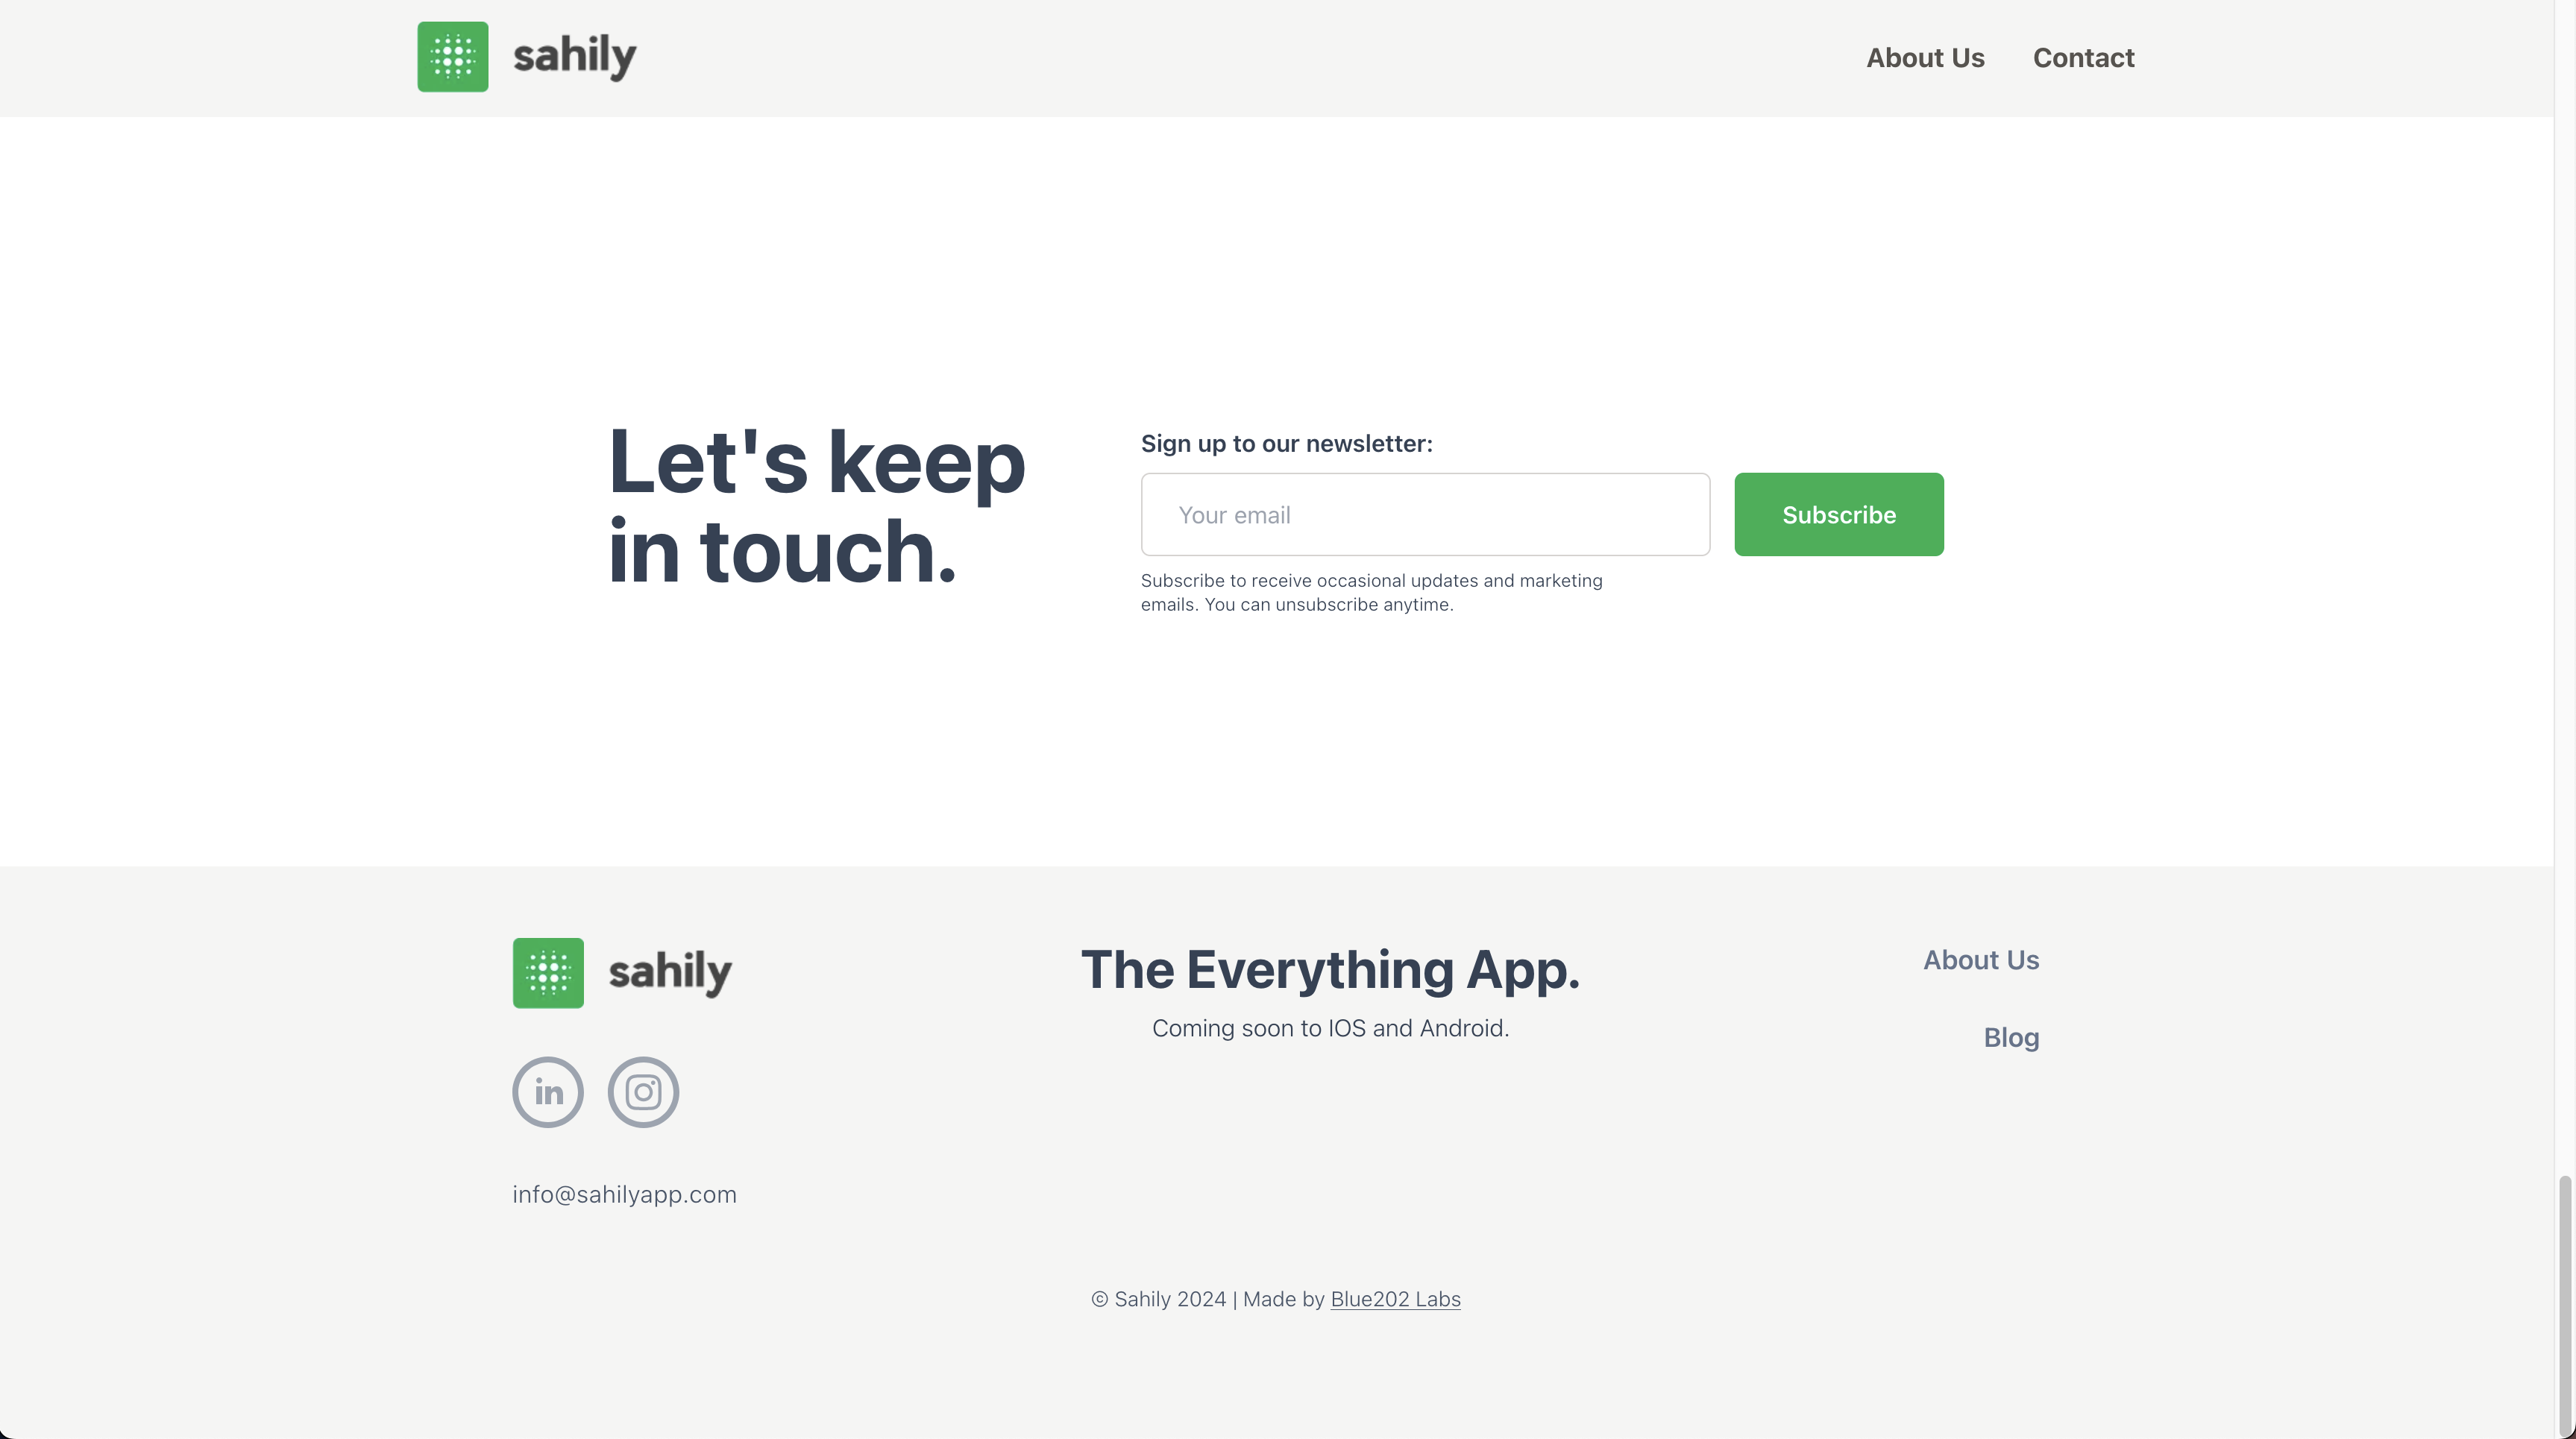 sahily
About Us
Contact
Let's keep
in touch.
Sign up to our newsletter:
Your email
Subscribe
Subscribe to receive occasional updates and marketing
emails. You can unsubscribe anytime.
sahily
in
info@sahilyapp.com
The Everything App.
Coming soon to IOS and Android.
About Us
Blog
© Sahily 2024 | Made by Blue202 Labs